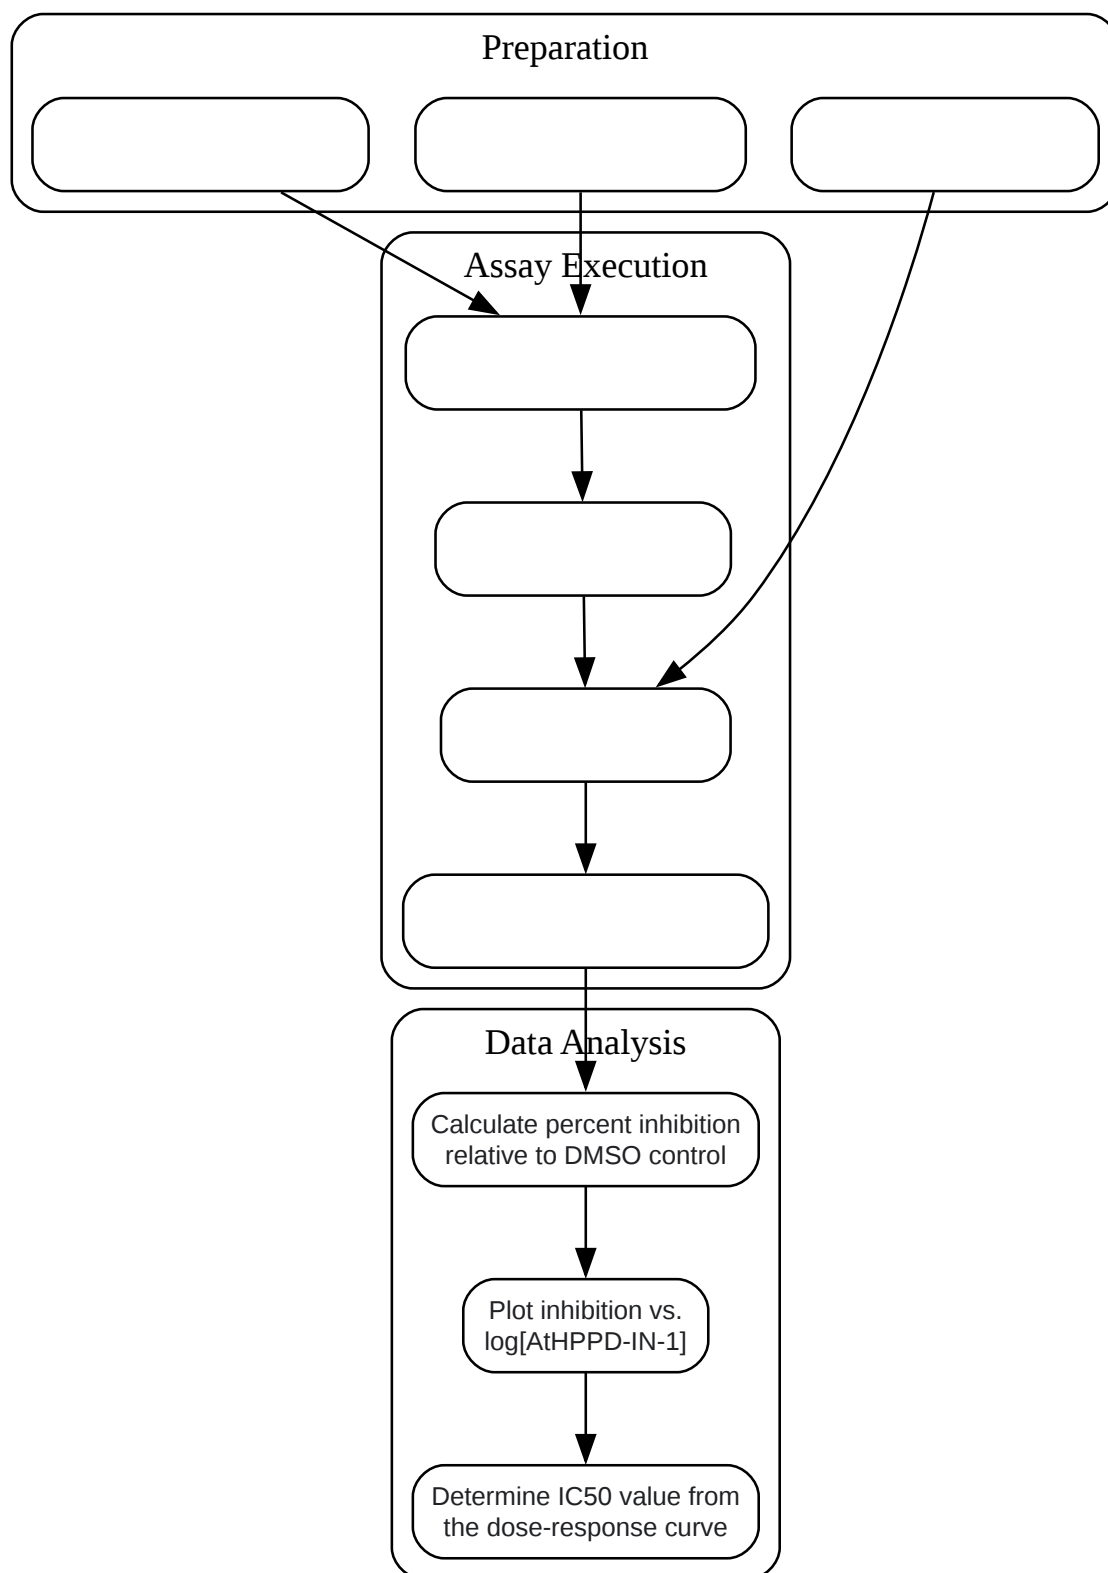 Preparation
Assay Execution
Data Analysis
Calculate percent inhibition
relative to DMSO control
Plot inhibition vs.
log[AtHPPD-IN-1]
Determine IC50 value from
the dose-response curve